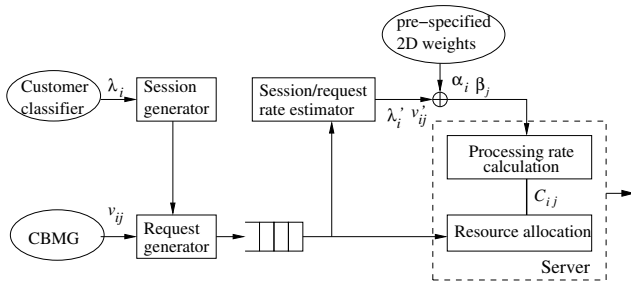 pre-specified
2D weights
Customer
classifier
λi
Session
generator
Session/request
rate estimator
λi' vij'
αi βj
Processing rate
calculation
Cij
vij
CBMG
Request
generator
Resource allocation
Server